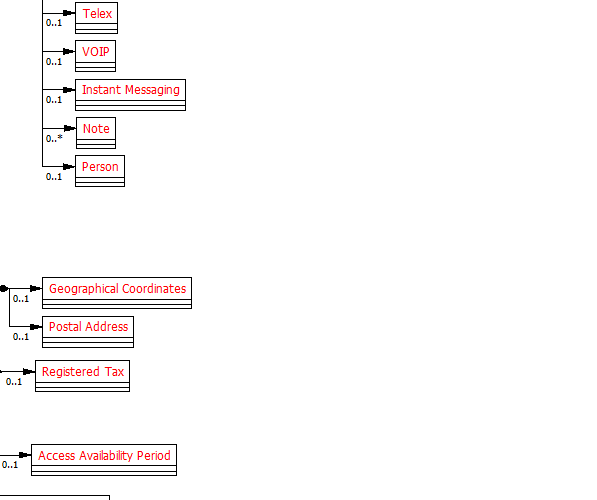 Telex
0..1
VOIP
0..1
Instant Messaging
0..1
Note
0..*
Person
0..1
Geographical Coordinates
0..1
Postal Address
0..1
Registered Tax
0..1
Access Availability Period
0..1